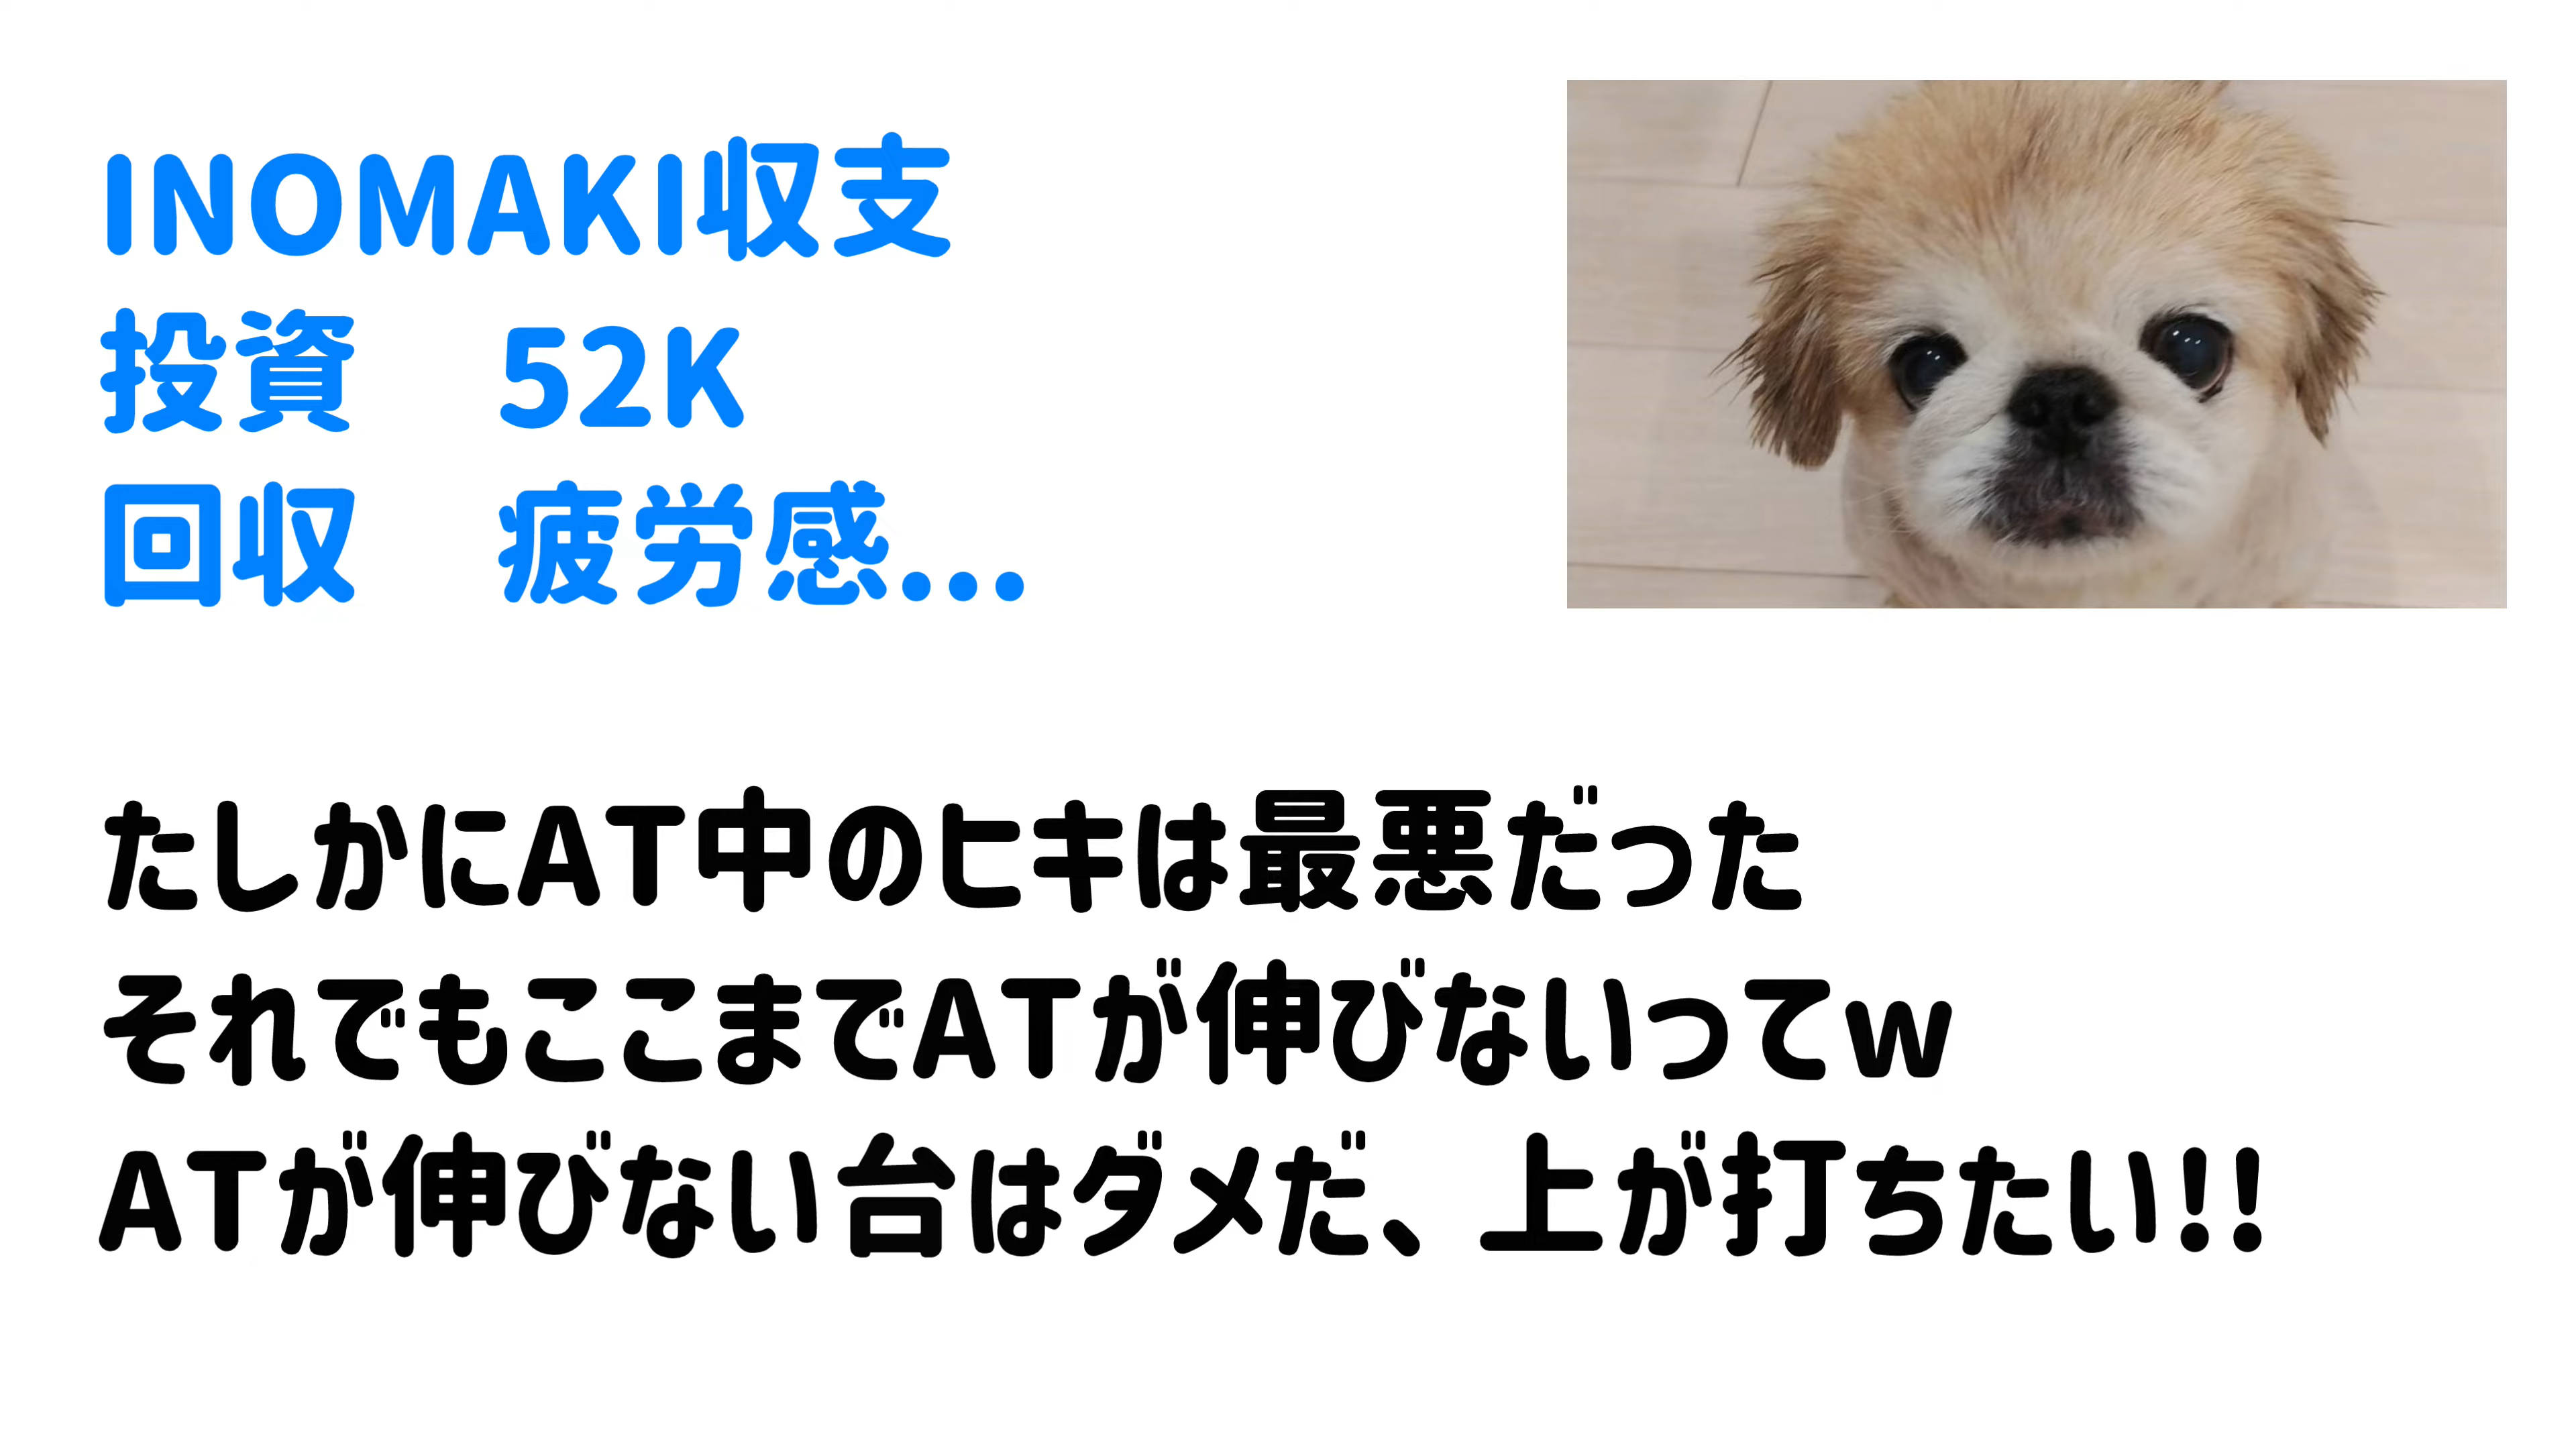 INOMAKI収支
投資　52K
回収　疲労感...
たしかにAT中のヒキは最悪だった
それでもここまでATが伸びないってw
ATが伸びない台はダメだ、上が打ちたい!!